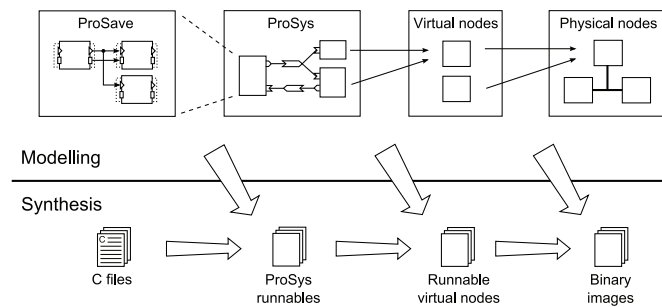 ProSave
ProSys
Virtual nodes
Physical nodes
Modelling
Synthesis
C
C files
ProSys
runnables
Runnable
virtual nodes
Binary
images